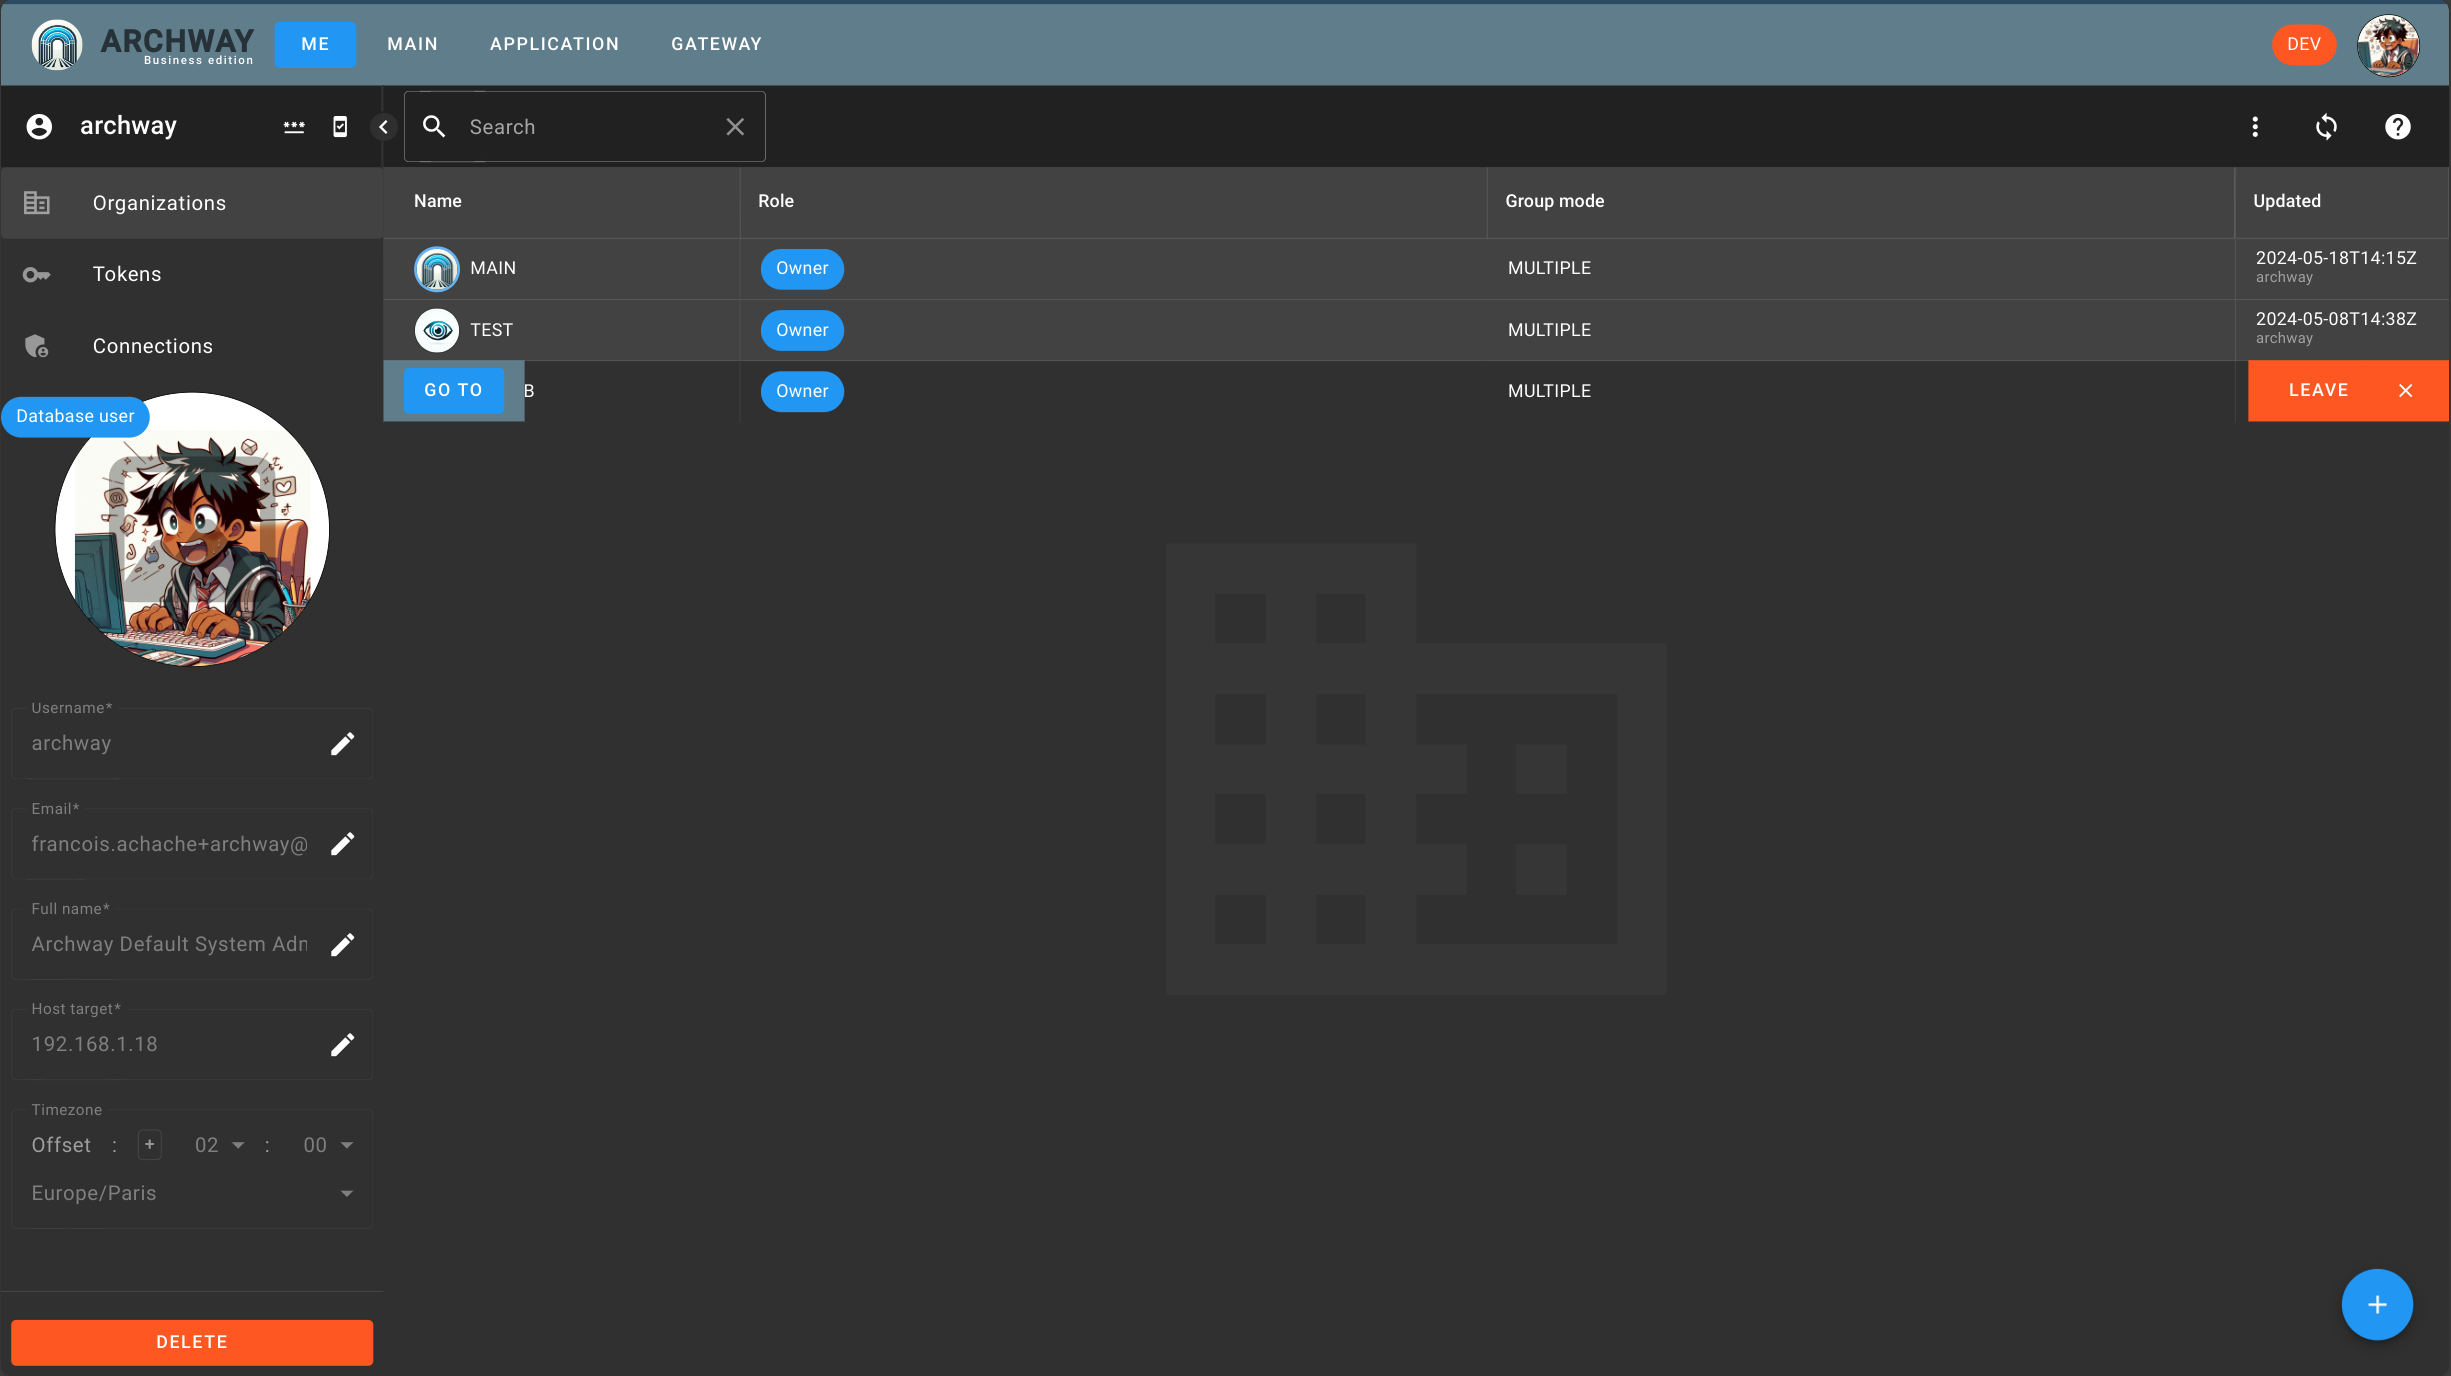 ARCHWAY
Business edition
ME
MAIN
APPLICATION
GATEWAY
DEV
archway
Search
Organizations
Tokens
Connections
Name
Role
Group mode
Updated
MAIN
Owner
MULTIPLE
2024-05-18T14:15Z
archway
TEST
Owner
MULTIPLE
2024-05-08T14:38Z
archway
GO TO
B
Owner
MULTIPLE
LEAVE
Database user
Username*
archway
Email*
francois.achache+archway@
Full name*
Archway Default System Adn
Host target*
192.168.1.18
Timezone
Offset : + 02 : 00
Europe/Paris
DELETE